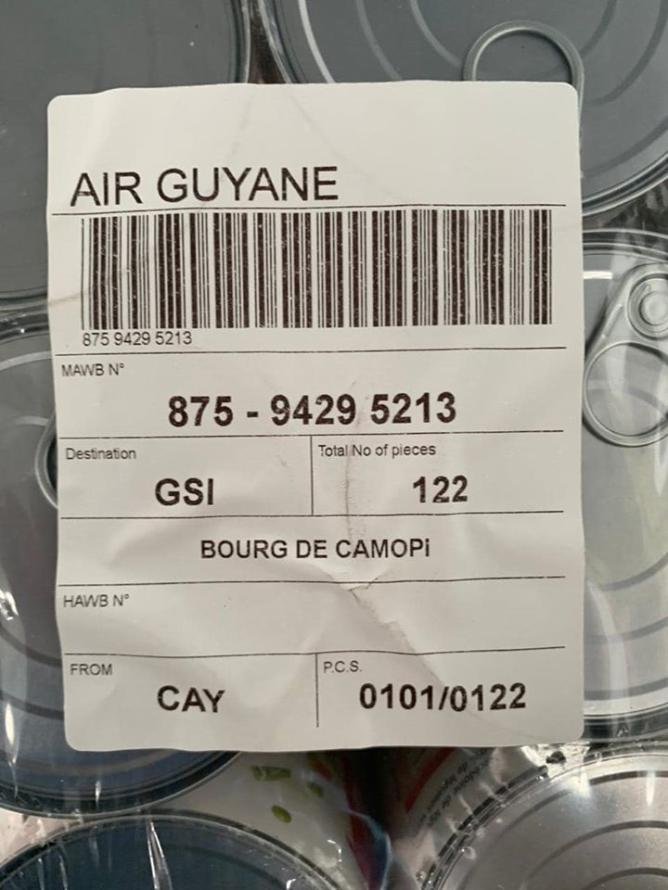 AIR GUYANE
875 9429 5213
MAWB N°
875 - 9429 5213
Destination
Total No of pieces
GSI
122
BOURG DE CAMOPi
HAWB N°
FROM
P.C.S.
CAY
0101/0122